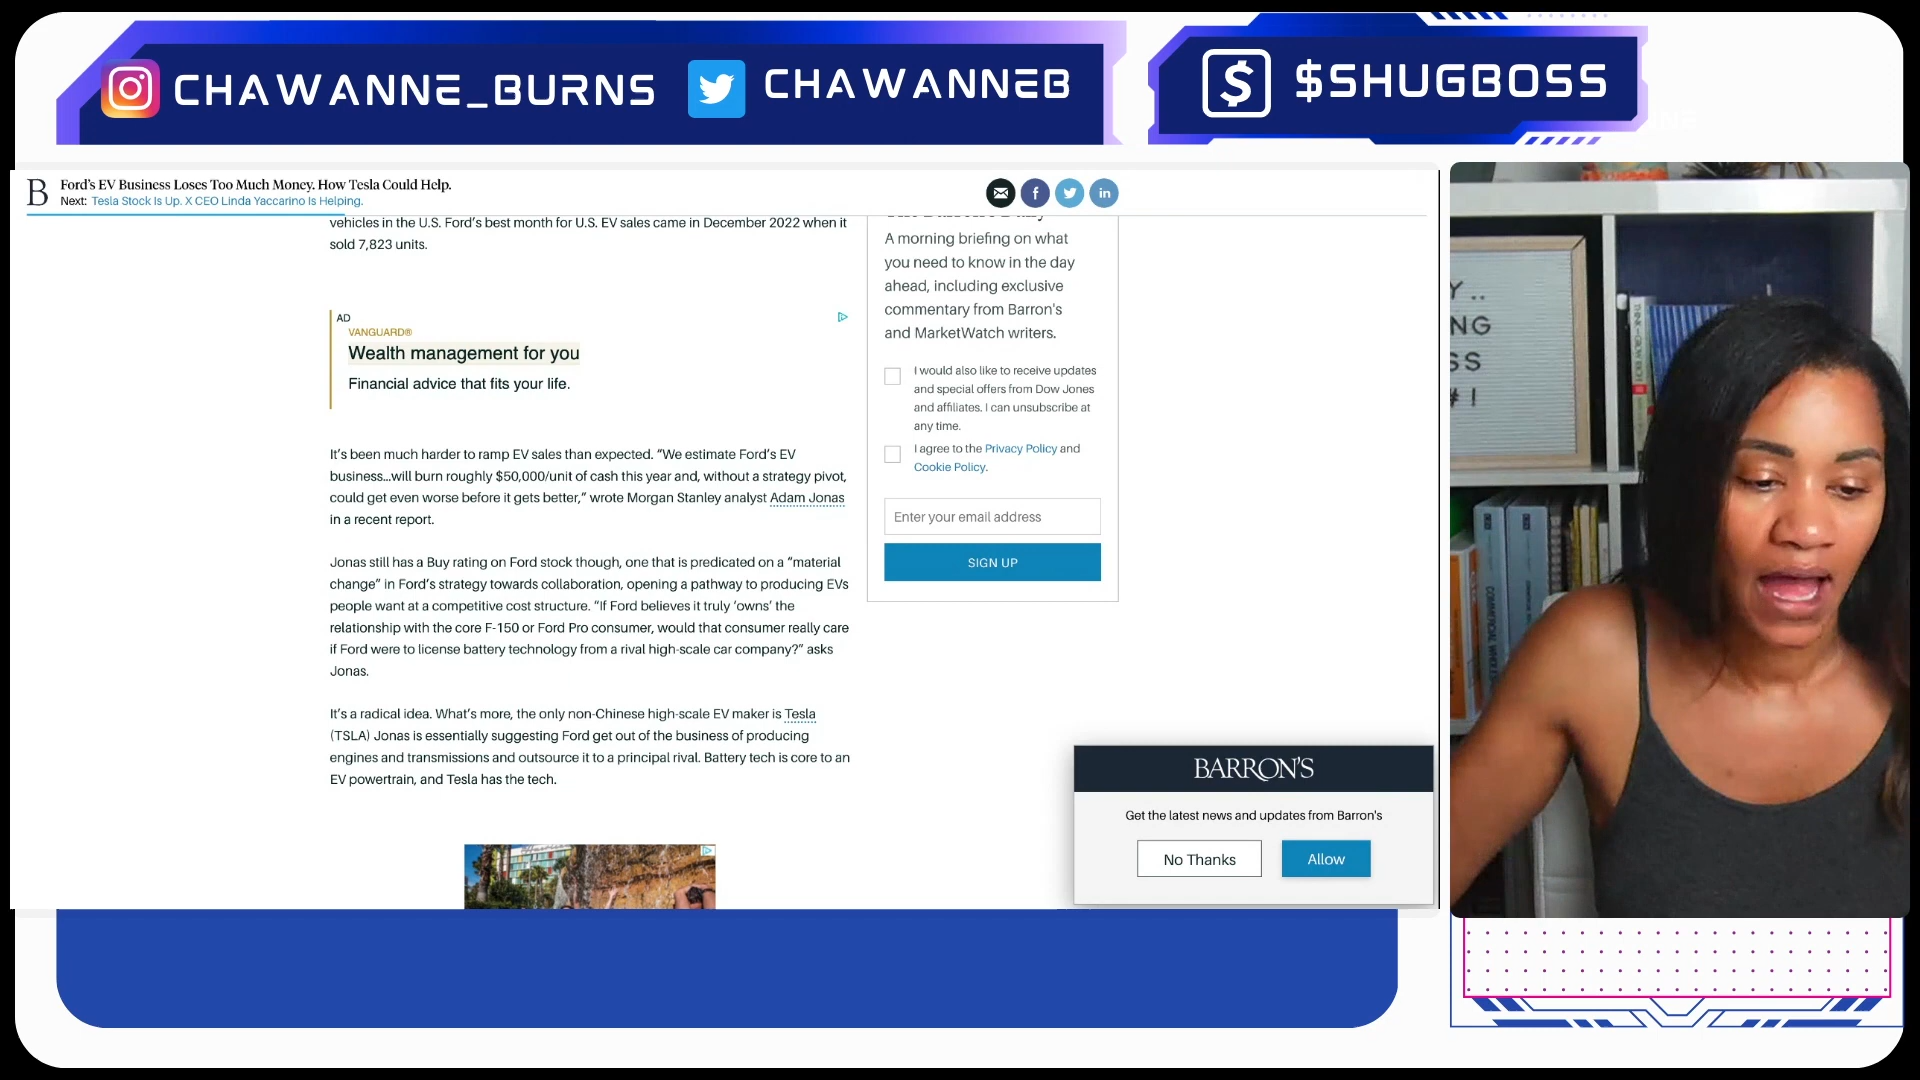 CHAWANNE_BURNS
CHAWANNEB
$SHUGBOSS
B
Ford's EV Business Loses Too Much Money. How Tesla Could Help.
Next: Tesla Stock Is Up. X CEO Linda Yaccarino Is Helping.
f
in
vehicles in the U.S. Ford's best month for U.S. EV sales came in December 2022 when it
sold 7,823 units.
AD
VANGUARD®
Wealth management for you
Financial advice that fits your life.
It's been much harder to ramp EV sales than expected. "We estimate Ford's EV
business...will burn roughly $50,000/unit of cash this year and, without a strategy pivot,
could get even worse before it gets better," wrote Morgan Stanley analyst Adam Jonas
in a recent report.
Jonas still has a Buy rating on Ford stock though, one that is predicated on a "material
change" in Ford's strategy towards collaboration, opening a pathway to producing EVs
people want at a competitive cost structure. "If Ford believes it truly 'owns' the
relationship with the core F-150 or Ford Pro consumer, would that consumer really care
if Ford were to license battery technology from a rival high-scale car company?" asks
Jonas.
It's a radical idea. What's more, the only non-Chinese high-scale EV maker is Tesla
(TSLA) Jonas is essentially suggesting Ford get out of the business of producing
engines and transmissions and outsource it to a principal rival. Battery tech is core to an
EV powertrain, and Tesla has the tech.
A morning briefing on what
you need to know in the day
ahead, including exclusive
commentary from Barron's
and MarketWatch writers.
I would also like to receive updates
and special offers from Dow Jones
and affiliates. I can unsubscribe at
any time.
I agree to the Privacy Policy and
Cookie Policy.
Enter your email address
SIGN UP
BARRON'S
Get the latest news and updates from Barron's
No Thanks
Allow
Y..
NG
SS
#!